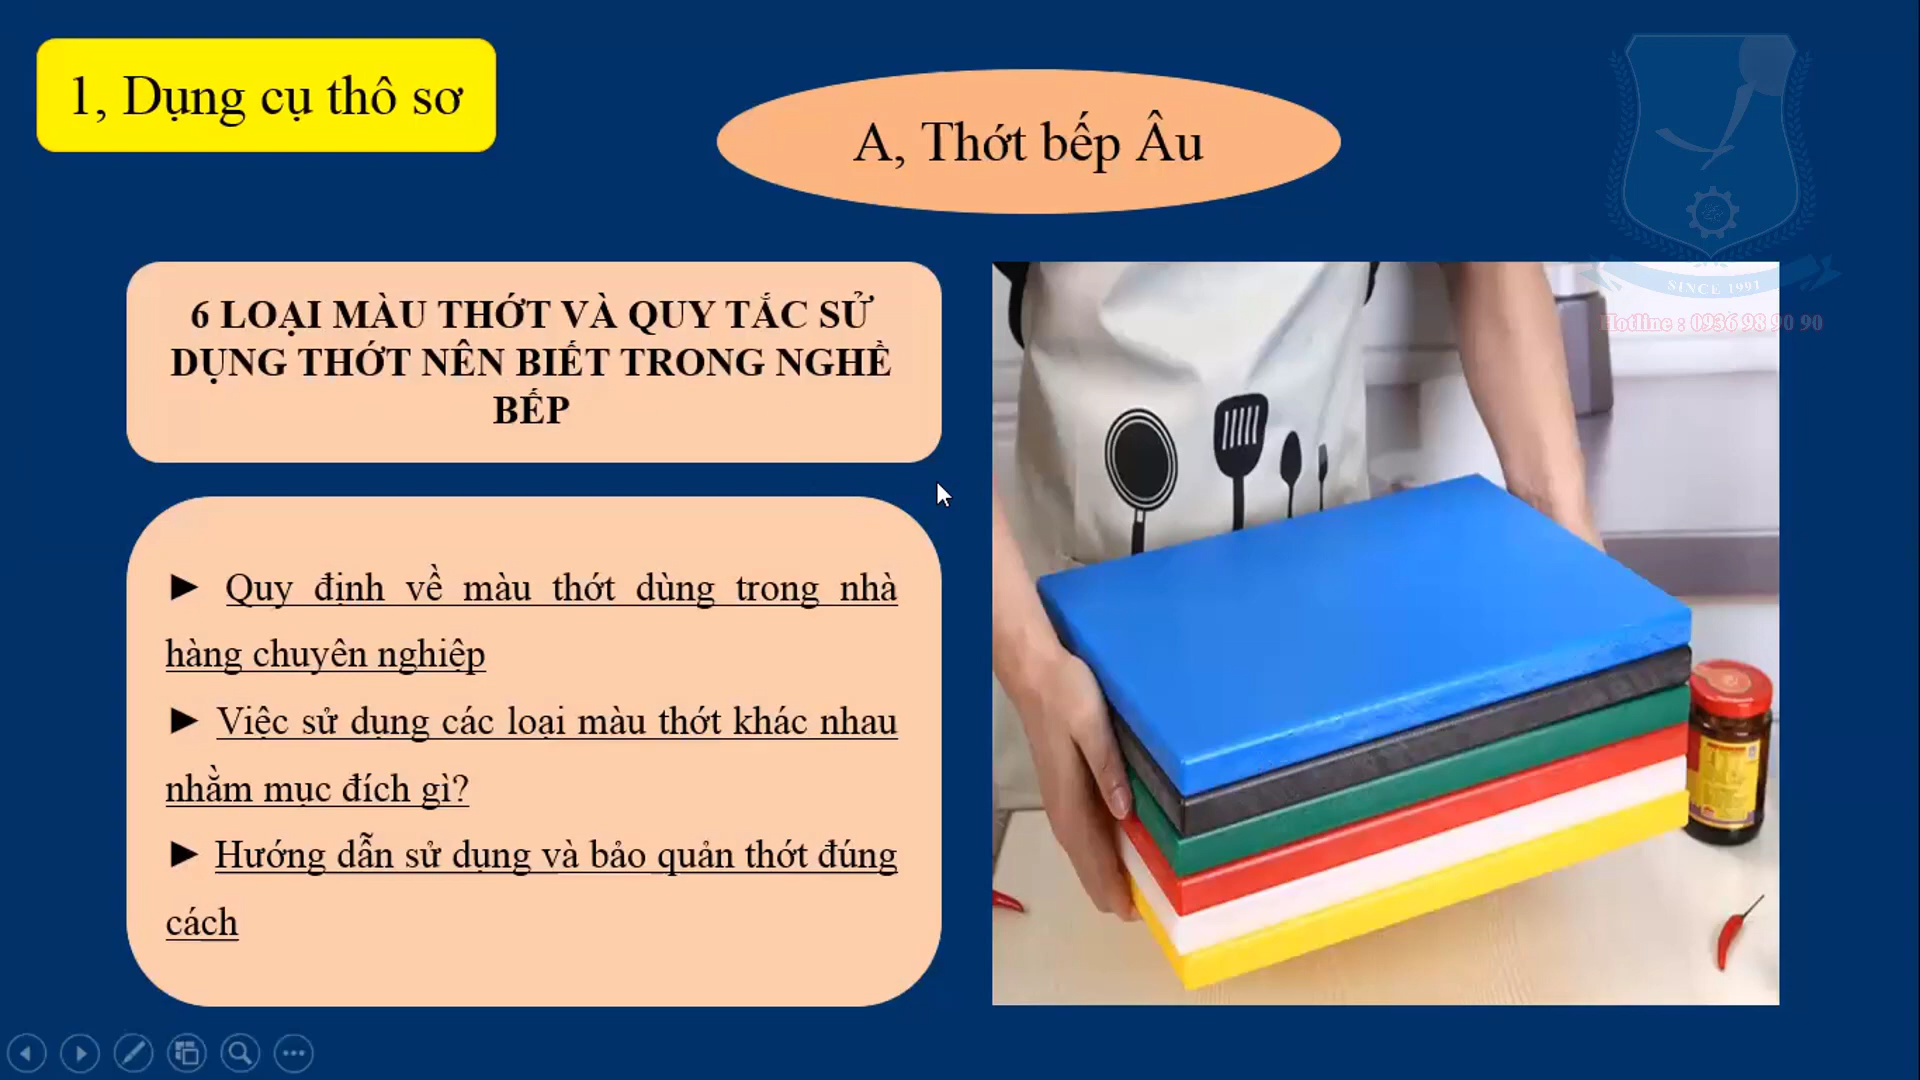 1, Dụng cụ thô sơ
A, Thớt bếp Âu
6 LOẠI MÀU THỚT VÀ QUY TẮC SỬ
DỤNG THỚT NÊN BIẾT TRONG NGHỀ
BẾP
► Quy định về màu thớt dùng trong nhà
hàng chuyên nghiệp
► Việc sử dụng các loại màu thớt khác nhau
nhằm mục đích gì?
► Hướng dẫn sử dụng và bảo quản thớt đúng
cách
SINCE 1991
Hotline : 0936 98 90 90